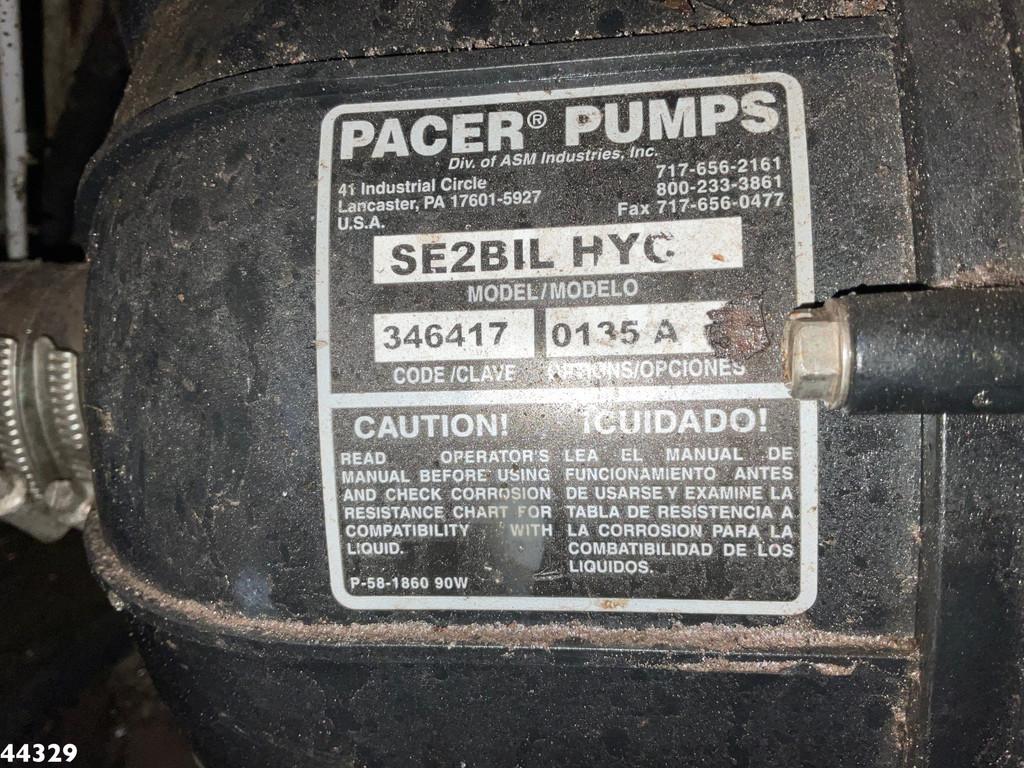 PACER® PUMPS
Div. of ASM Industries, Inc.
41 Industrial Circle
Lancaster, PA 17601-5927
U.S.A.
717-656-2161
800-233-3861
Fax 717-656-0477
SE2BIL HYC
MODEL/MODELO
346417
0135 A
CODE/CLAVE
OPTIONS/OPCIONES
CAUTION!
READ OPERATOR'S
MANUAL BEFORE USING
AND CHECK CORROSION
RESISTANCE CHART FOR
COMPATIBILITY WITH
LIQUID.
P-58-1860 90W
¡CUIDADO!
LEA EL MANUAL DE
FUNCIONAMIENTO ANTES
DE USARSE Y EXAMINE LA
TABLA DE RESISTENCIA A
LA CORROSION PARA LA
COMBATIBILIDAD DE LOS
LIQUIDOS.
44329